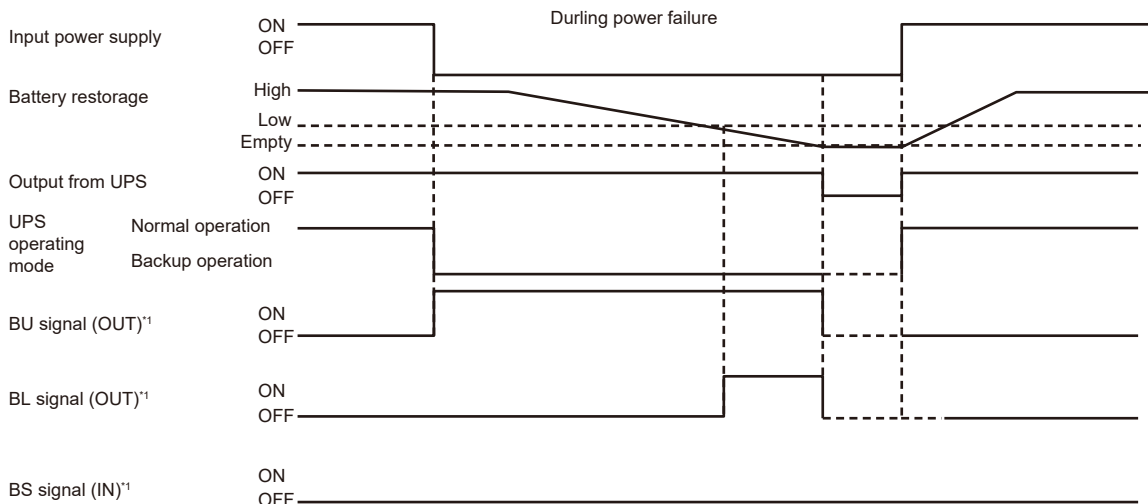 Durling power failure
Input power supply
ON
OFF
Battery restorage
High
Low
Empty
Output from UPS
ON
OFF
UPS
operating
mode
Normal operation
Backup operation
BU signal (OUT)*1
ON
OFF
BL signal (OUT)*1
ON
OFF
BS signal (IN)*1
ON
OFF